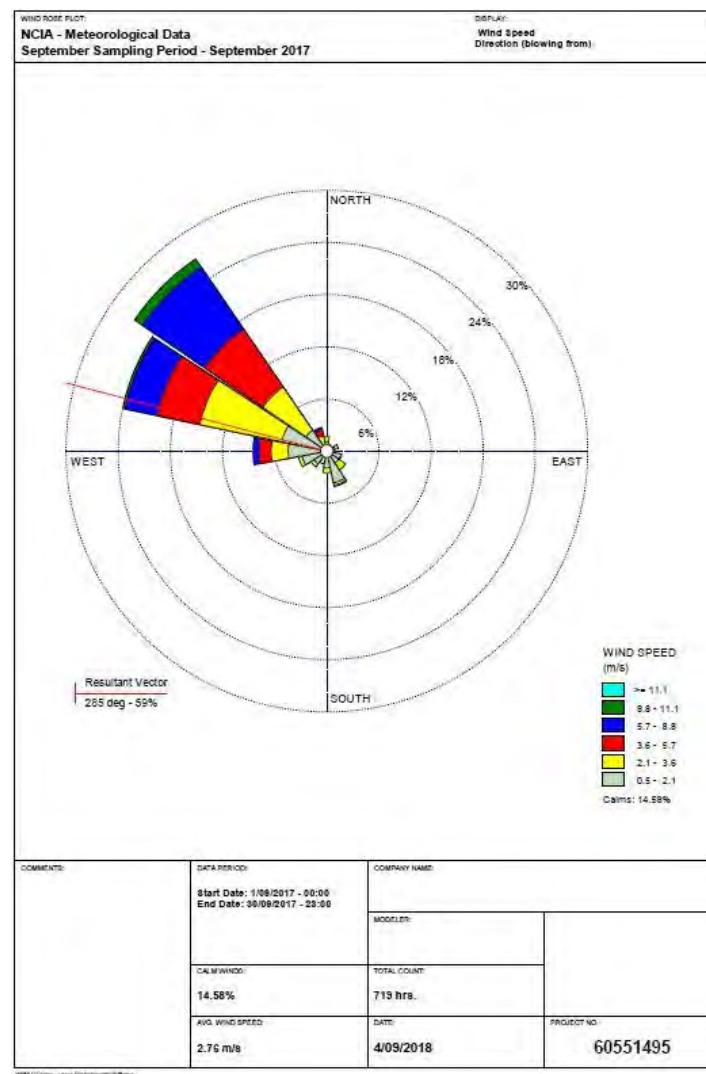 WIND ROSE PLOT:
NCIA - Meteorological Data
September Sampling Period - September 2017
DISPLAY:
Wind Speed
Direction (blowing from)
NORTH
30%
24%
18%
12%
6%
WEST
EAST
SOUTH
Resultant Vector
285 deg - 59%
WIND SPEED
(m/s)
>= 11.1
8.8 - 11.1
5.7 - 8.8
3.6 - 5.7
2.1 - 3.6
0.5 - 2.1
Calms: 14.58%
COMMENTS:
DATA PERIOD:
Start Date: 1/09/2017 - 00:00
End Date: 30/09/2017 - 23:00
COMPANY NAME:
MODELER:
CALM WINDS:
14.58%
TOTAL COUNT:
719 hrs.
AVG. WIND SPEED:
2.76 m/s
DATE:
4/09/2018
PROJECT NO.:
60551495